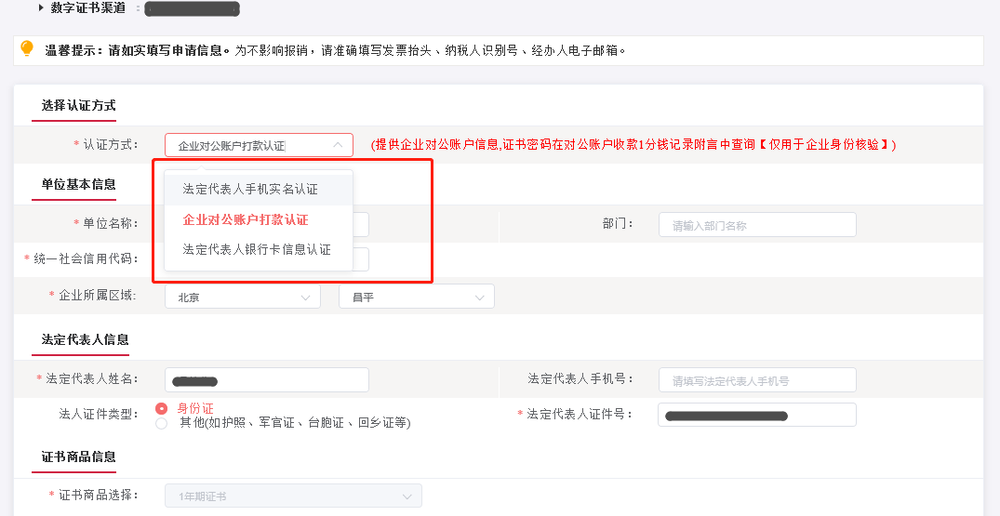 数字证书渠道 :
温馨提示：请如实填写申请信息。为不影响报销，请准确填写发票抬头、纳税人识别号、经办人电子邮箱。
选择认证方式
* 认证方式： 企业对公账户打款认证 (提供企业对公账户信息,证书密码在对公账户收款1分钱记录附言中查询【仅用于企业身份核验】)
法定代表人手机实名认证
企业对公账户打款认证
法定代表人银行卡信息认证
单位基本信息
* 单位名称： 部门： 请输入部门名称
* 统一社会信用代码：
* 企业所属区域: 北京 昌平
法定代表人信息
* 法定代表人姓名： 法定代表人手机号： 请填写法定代表人手机号
法人证件类型： 身份证 * 法定代表人证件号：
其他(如护照、军官证、台胞证、回乡证等)
证书商品信息
* 证书商品选择： 1年期证书